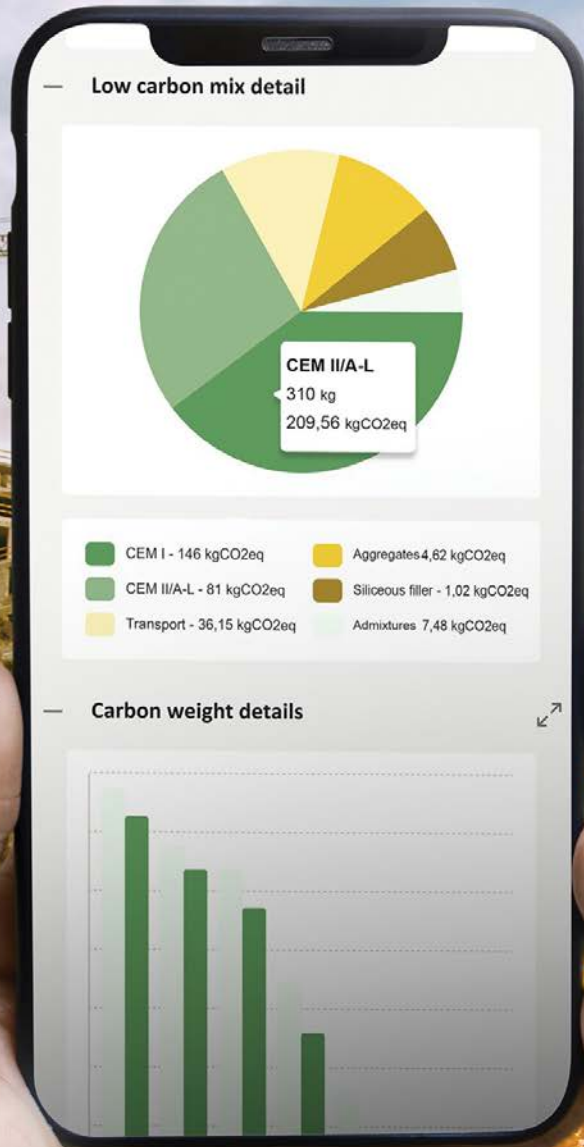 Low carbon mix detail
CEM II/A-L
310 kg
209,56 kgCO2eq
CEM I - 146 kgCO2eq
Aggregates 4,62 kgCO2eq
CEM II/A-L - 81 kgCO2eq
Siliceous filler - 1,02 kgCO2eq
Transport - 36,15 kgCO2eq
Admixtures 7,48 kgCO2eq
Carbon weight details